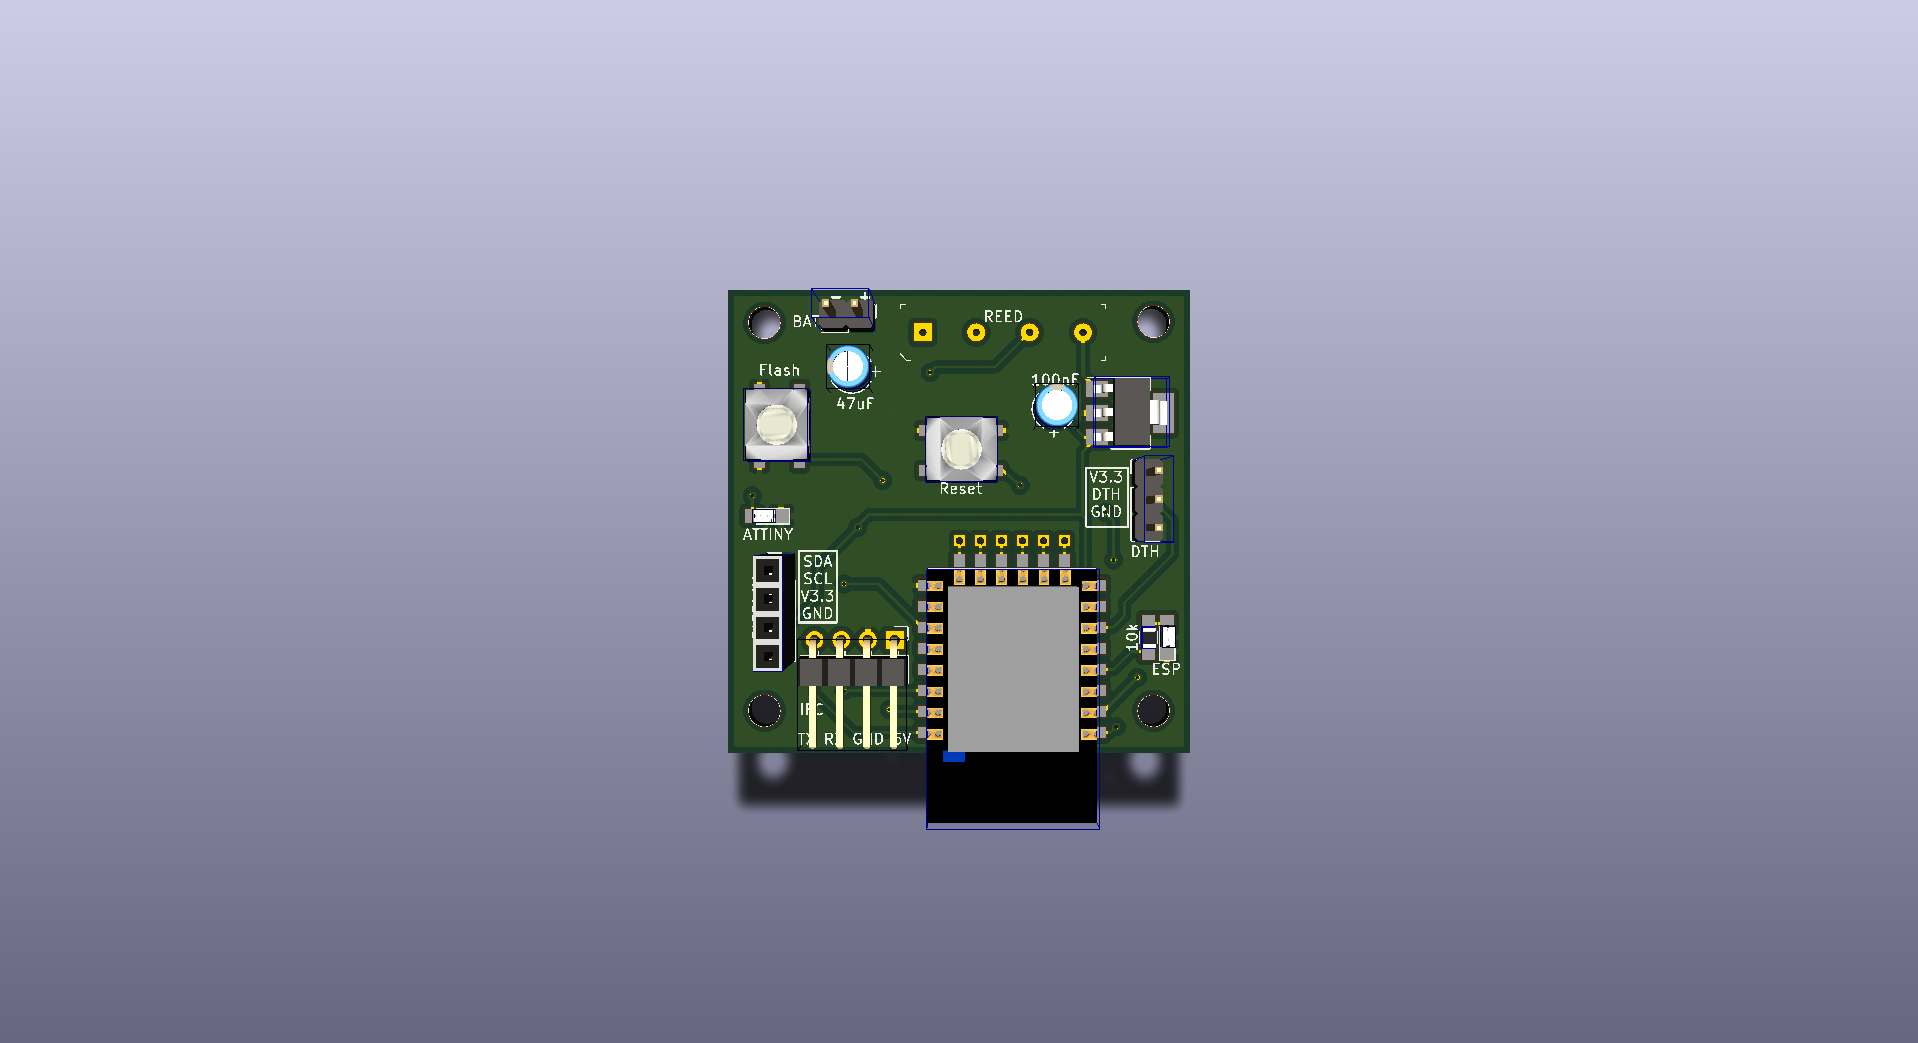 REED
BAT
Flash
100nF
47uF
Reset
V3.3
DTH
GND
ATTINY
DTH
SDA
SCL
V3.3
GND
10k
ESP
TX
GND 5V